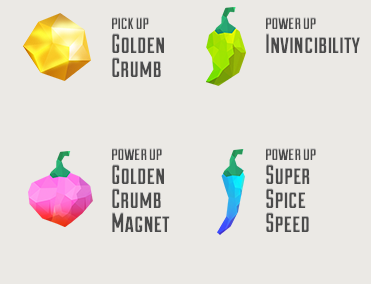 PICK UP
GOLDEN
CRUMB
POWER UP
INVINCIBILITY
POWER UP
GOLDEN
CRUMB
MAGNET
POWER UP
SUPER
SPICE
SPEED